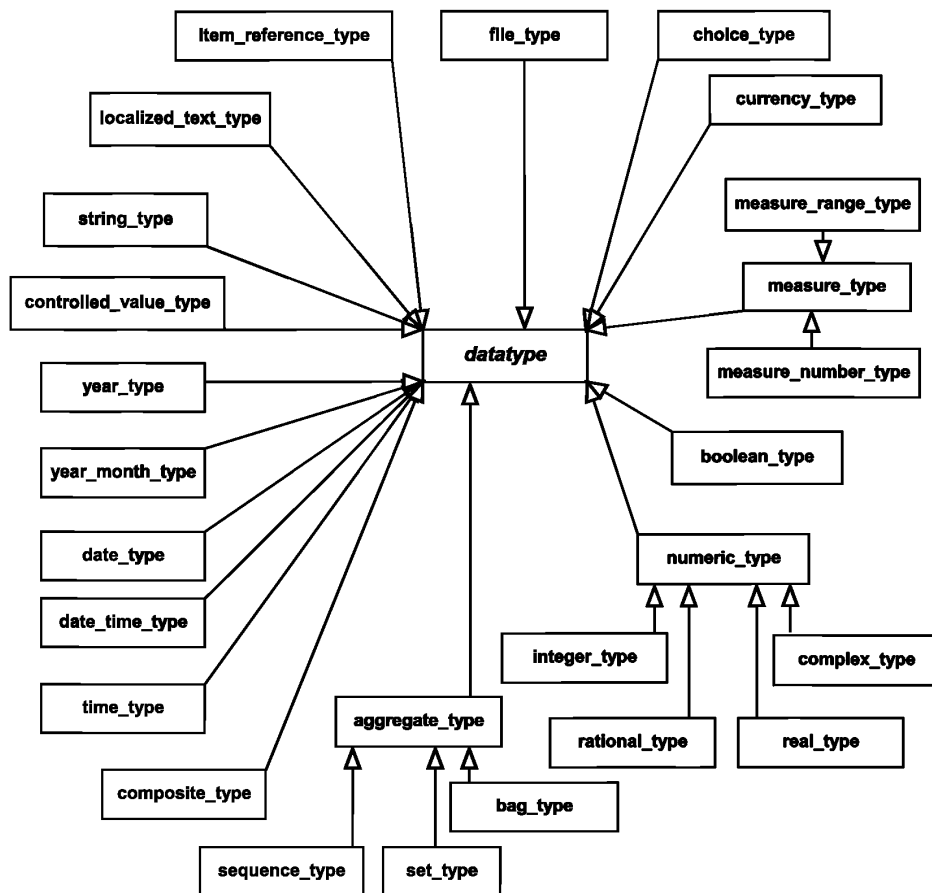 item_reference_type
file_type
choice_type
currency_type
localized_text_type
measure_range_type
string_type
controlled_value_type
measure_type
datatype
year_type
measure_number_type
year_month_type
boolean_type
date_type
numeric_type
date_time_type
integer_type
complex_type
time_type
aggregate_type
rational_type
real_type
composite_type
bag_type
sequence_type
set_type